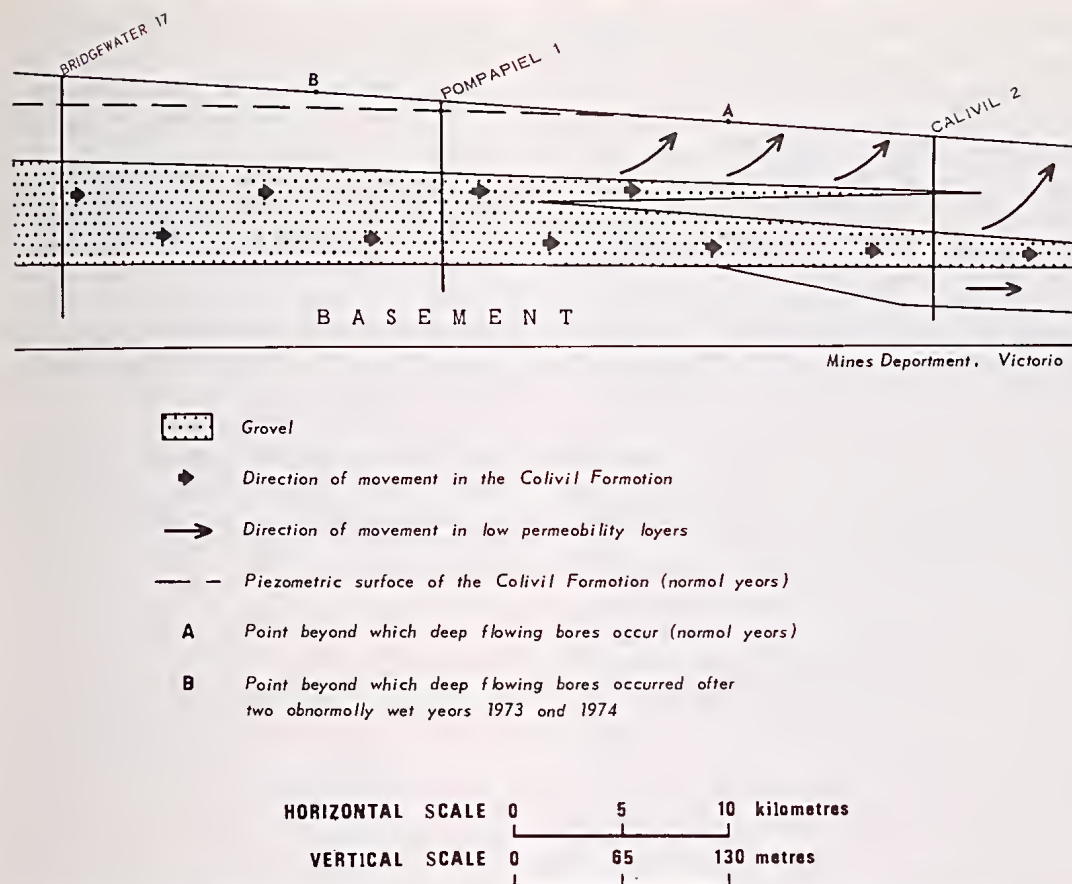 BRIDGEWATER 17
B
POMPAPIEL 1
A
CALIVIL 2
BASEMENT
Mines Department, Victorio
Grovel
Direction of movement in the Colivil Formotion
Direction of movement in low permeobility loyers
Piezometric surfoce of the Colivil Formotion (normol yeors)
A Point beyond which deep flowing bores occur (normol yeors)
B Point beyond which deep flowing bores occurred ofter
two obnormolly wet yeors 1973 ond 1974
HORIZONTAL SCALE 0 5 10 kilometres
VERTICAL SCALE 0 65 130 metres